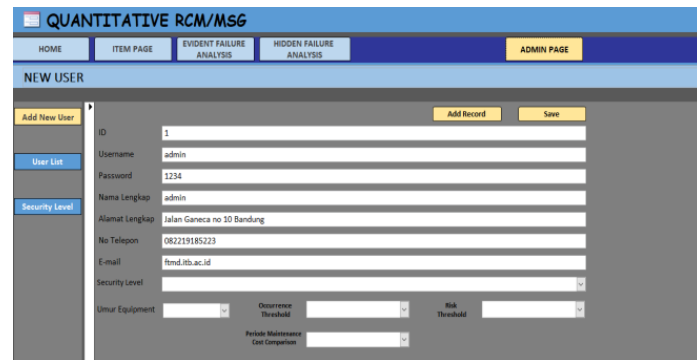 QUANTITATIVE RCM/MSG
HOME
ITEM PAGE
EVIDENT FAILURE
ANALYSIS
HIDDEN FAILURE
ANALYSIS
ADMIN PAGE
NEW USER
Add New User
User List
Security Level
Add Record
Save
ID
1
Username
admin
Password
1234
Nama Lengkap
admin
Alamat Lengkap
Jalan Ganeca no 10 Bandung
No Telepon
082219185223
E-mail
ftmd.itb.ac.id
Security Level
Umur Equipment
Occurrence
Threshold
Risk
Threshold
Periode Maintenance
Cost Comparison